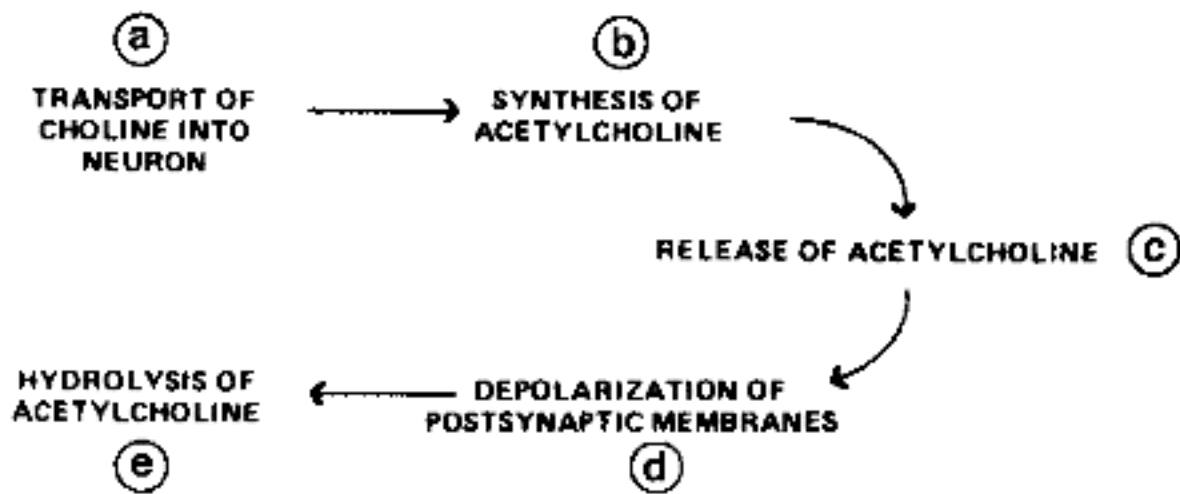 a
TRANSPORT OF
CHOLINE INTO
NEURON
b
SYNTHESIS OF
ACETYLCHOLINE
RELEASE OF ACETYLCHOLINE c
DEPOLARIZATION OF
POSTSYNAPTIC MEMBRANES
d
HYDROLYSIS OF
ACETYLCHOLINE
e